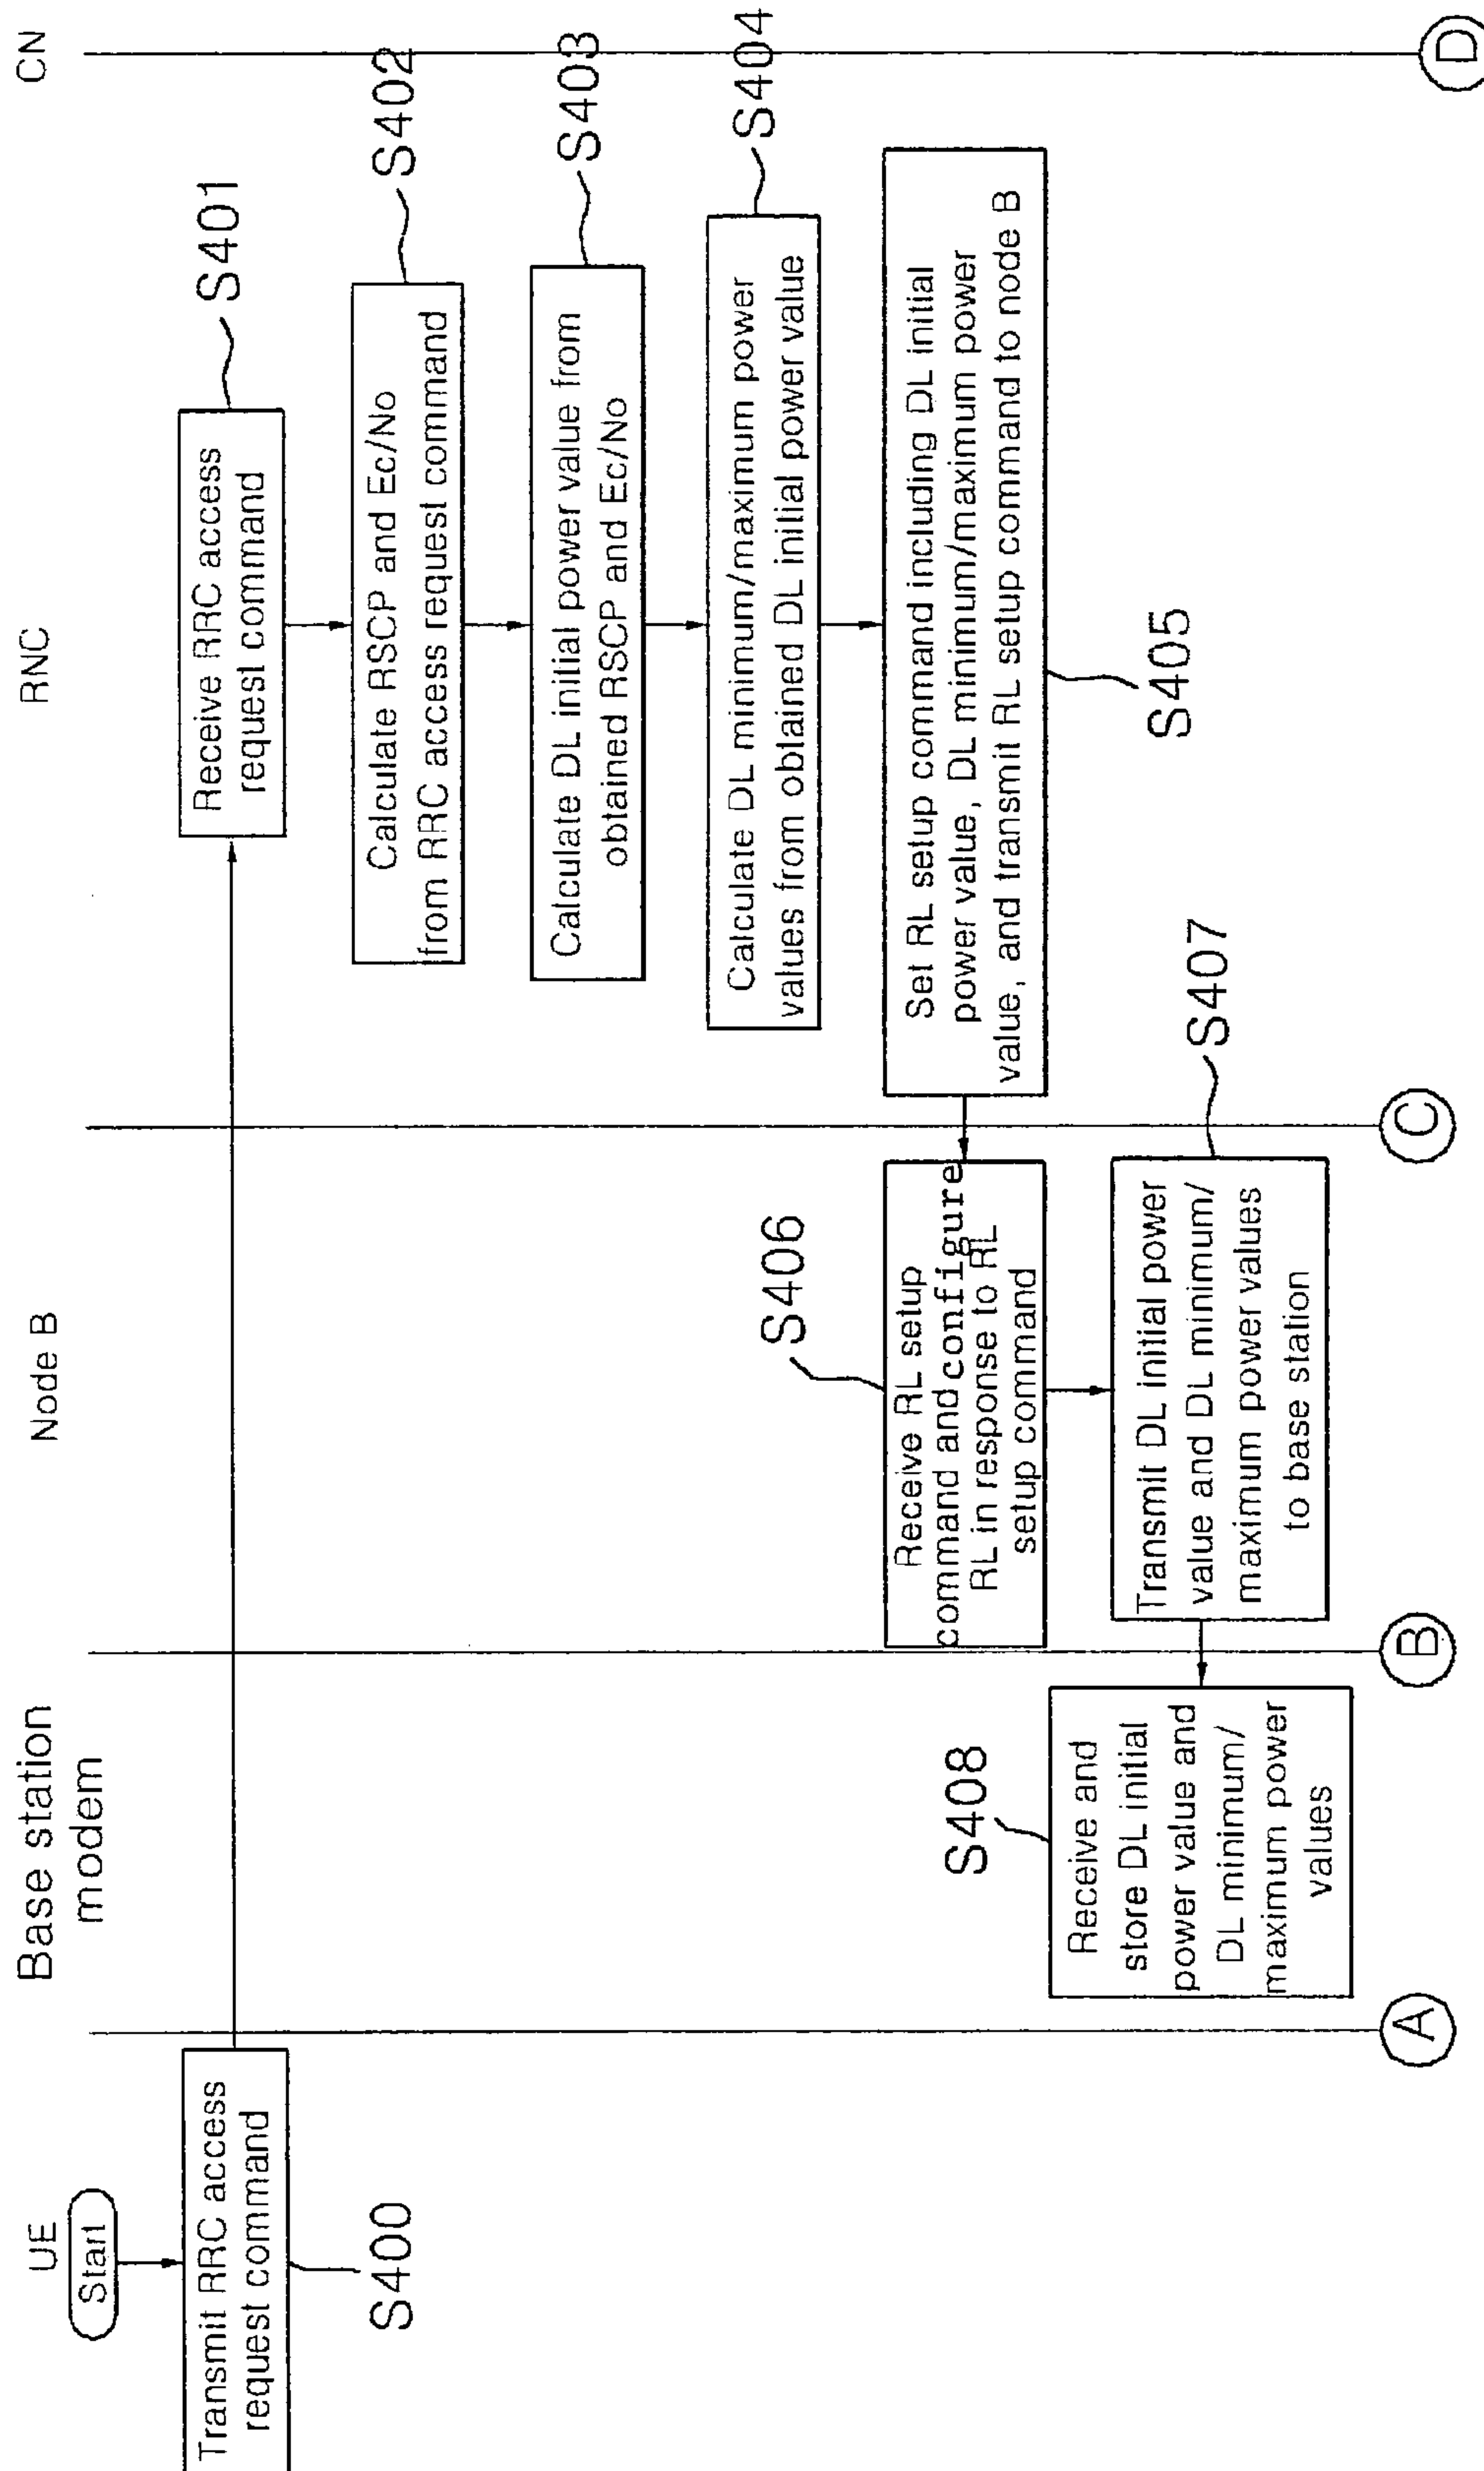 UE
Base station
modem
Node B
RNC
CN
Start
Transmit RRC access
request command
S400
Receive RRC access
request command
S401
Calculate RSCP and Ec/No
from RRC access request command
S402
Calculate DL initial power value from
obtained RSCP and Ec/No
S403
Calculate DL minimum/maximum power
values from obtained DL initial power value
S404
Set RL setup command including DL initial
power value, DL minimum/maximum power
value, and transmit RL setup command to node B
S405
S406
Receive RL setup
command and configure
RL in response to RL
setup command
S407
Transmit DL initial power
value and DL minimum/
maximum power values
to base station
S408
Receive and
store DL initial
power value and
DL minimum/
maximum power
values
A
B
C
D